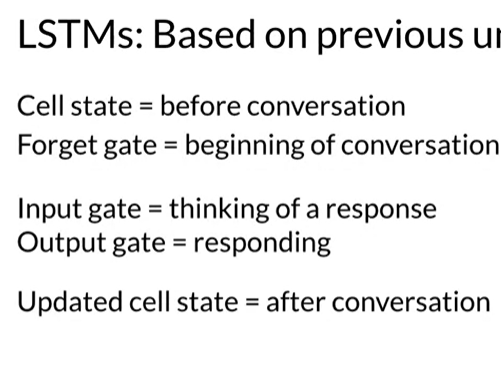 LSTMs: Based on previous
Cell state = before conversation
Forget gate = beginning of conversation
Input gate = thinking of a response
Output gate = responding
Updated cell state = after conversation